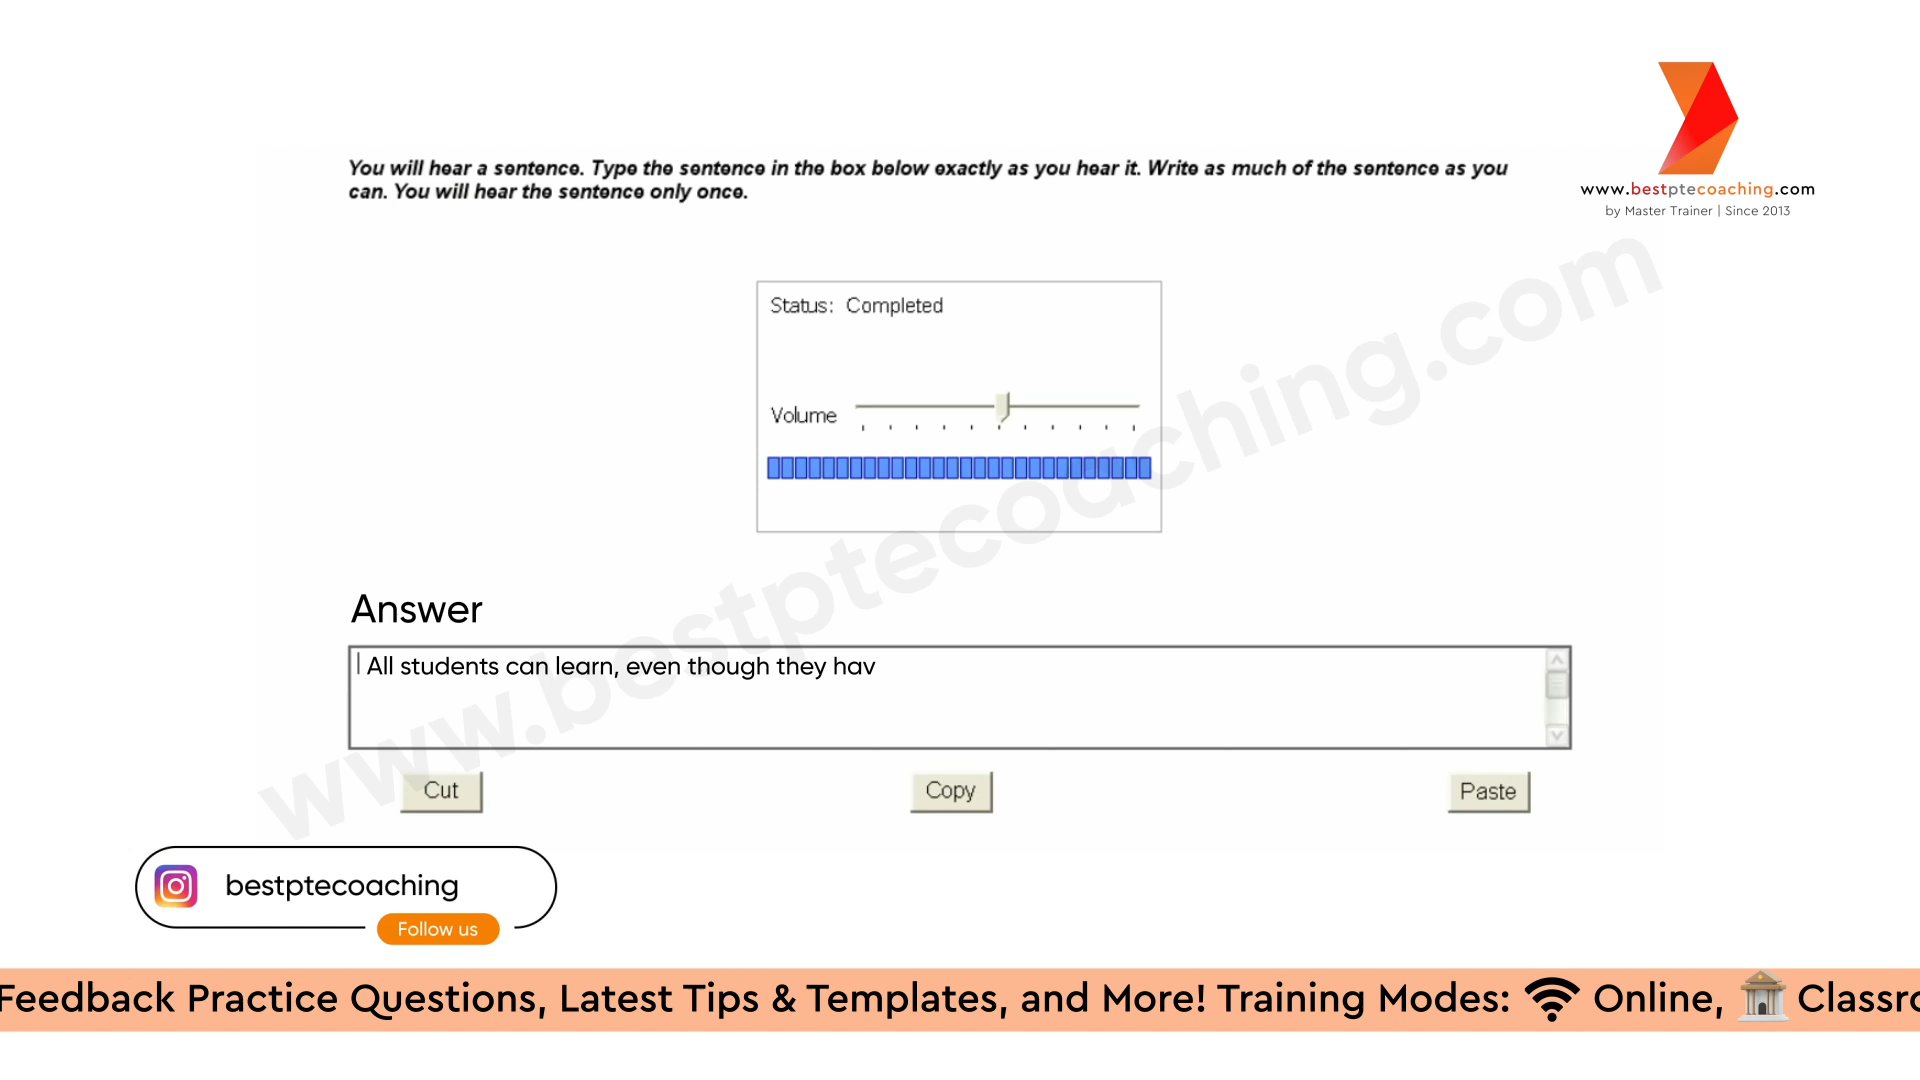 www.bestptecoaching.com
by Master Trainer | Since 2013
You will hear a sentence. Type the sentence in the box below exactly as you hear it. Write as much of the sentence as you
can. You will hear the sentence only once.
Status: Completed
Volume
www.bestptecoaching.com
Answer
All students can learn, even though they hav
Cut
Copy
Paste
bestptecoaching
Follow us
Feedback Practice Questions, Latest Tips & Templates, and More! Training Modes: Online, Classro